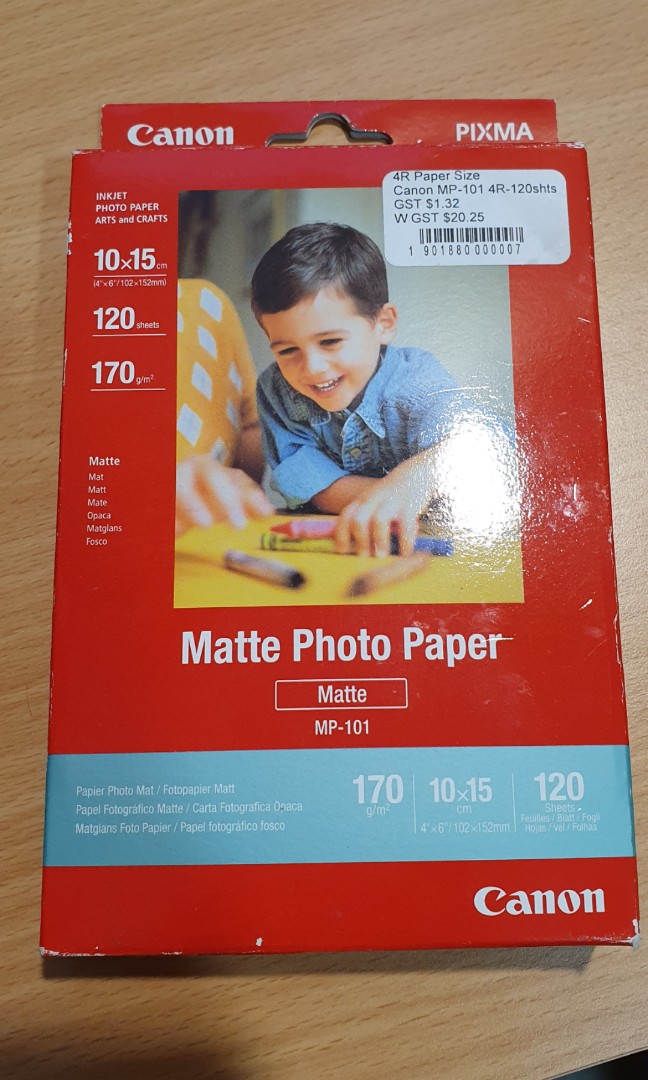 Canon
PIXMA
4R Paper Size
Canon MP-101 4R-120shts
GST $1.32
W GST $20.25
1 901880 000007
INKJET
PHOTO PAPER
ARTS and CRAFTS
10x15cm
(4"x6"/102x152mm)
120 sheets
170 g/m²
Matte
Mat
Matt
Mate
Opaca
Matglans
Fosco
Matte Photo Paper
Matte
MP-101
Papier Photo Mat / Fotopapier Matt
Papel Fotográfico Matte / Carta Fotografica Opaca
Matglans Foto Papier / Papel fotográfico fosco
170
g/m²
10x15
cm
4"x6"/102x152mm
120
Sheets
Feuilles / Blatt / Fogli
Hojas / Vel / Folhas
Canon